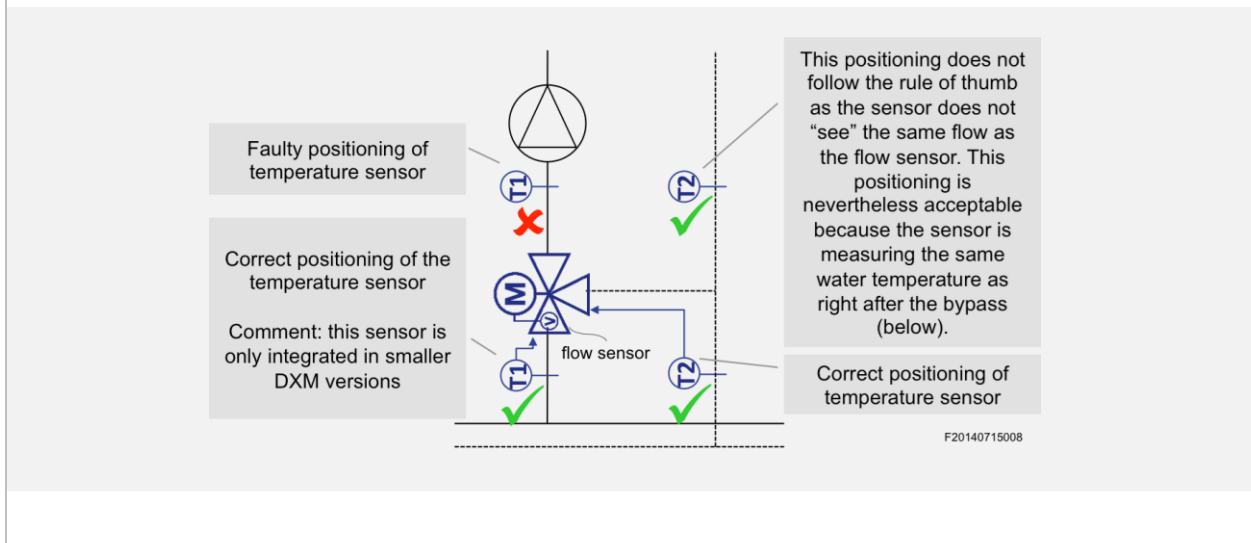 Faulty positioning of
temperature sensor
Correct positioning of the
temperature sensor
Comment: this sensor is
only integrated in smaller
DXM versions
T1
T2
M
V
flow sensor
T1
T2
This positioning does not
follow the rule of thumb
as the sensor does not
“see” the same flow as
the flow sensor. This
positioning is
nevertheless acceptable
because the sensor is
measuring the same
water temperature as
right after the bypass
(below).
Correct positioning of
temperature sensor
F20140715008